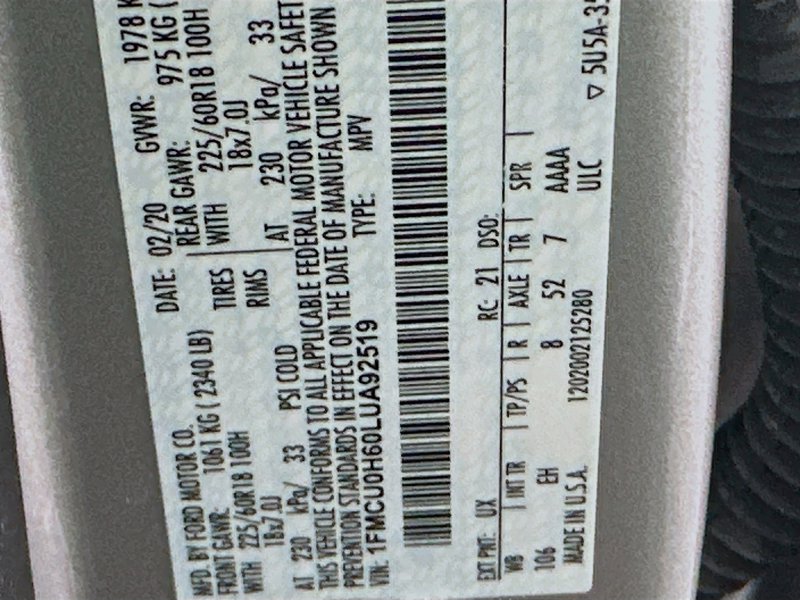 MFD. BY FORD MOTOR CO.
DATE: 02/20 GVWR: 1978 K
FRONT GAWR: 1061 KG ( 2340 LB) REAR GAWR: 975 KG (
WITH 225/60R18 100H TIRES WITH 225/60R18 100H
18x7.0J RIMS 18x7.0J
AT 230 kPa/ 33 PSI COLD AT 230 kPa/ 33
THIS VEHICLE CONFORMS TO ALL APPLICABLE FEDERAL MOTOR VEHICLE SAFET
PREVENTION STANDARDS IN EFFECT ON THE DATE OF MANUFACTURE SHOWN
VIN: 1FMCU0H60LUA92519 TYPE: MPV
EXT PNT: UX RC: 21 DSO:
WB INT TR TP/PS R AXLE TR SPR
106 EH 8 52 7 AAAA
MADE IN U.S.A. 1202002125280 ULC
▽ 5U5A-35